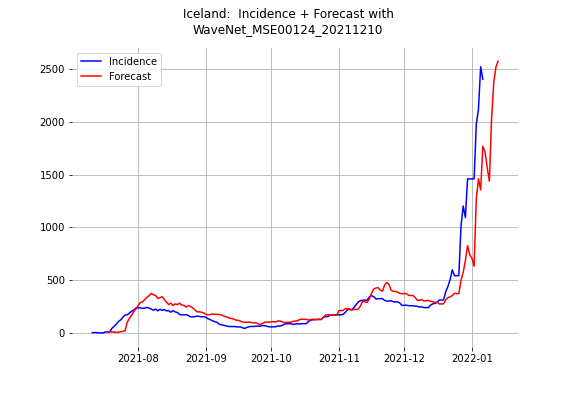 Iceland:  Incidence + Forecast with
WaveNet_MSE00124_20211210
Incidence
Forecast
2500
2000
1500
1000
500
0
2021-08 2021-09 2021-10 2021-11 2021-12 2022-01